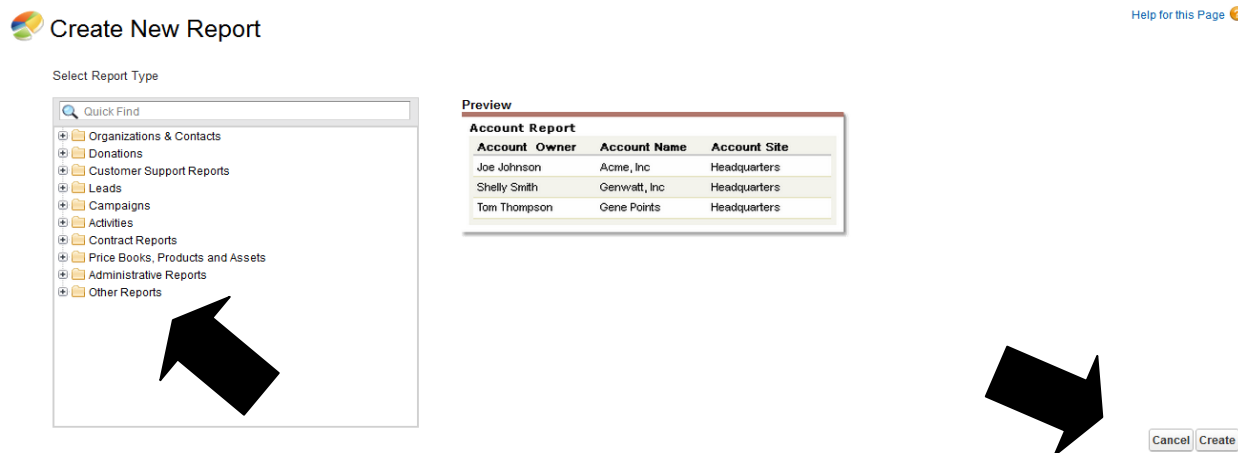 Help for this Page
Create New Report
Select Report Type
Quick Find
Organizations & Contacts
Donations
Customer Support Reports
Leads
Campaigns
Activities
Contract Reports
Price Books, Products and Assets
Administrative Reports
Other Reports
Preview
Account Report
Account Owner Account Name Account Site
Joe Johnson Acme, Inc Headquarters
Shelly Smith Genwatt, Inc Headquarters
Tom Thompson Gene Points Headquarters
Cancel Create